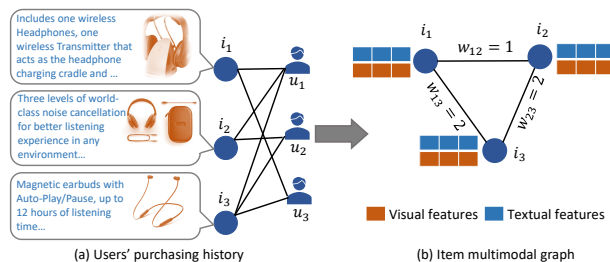 Includes one wireless
Headphones, one
wireless Transmitter that
acts as the headphone
charging cradle and …
i1
u1
Three levels of world-
class noise cancellation
for better listening
experience in any
environment…
i2
u2
Magnetic earbuds with
Auto-Play/Pause, up to
12 hours of listening
time…
i3
u3
(a) Users' purchasing history
i1
i2
w12 = 1
w13 = 2
w23 = 2
i3
Visual features
Textual features
(b) Item multimodal graph